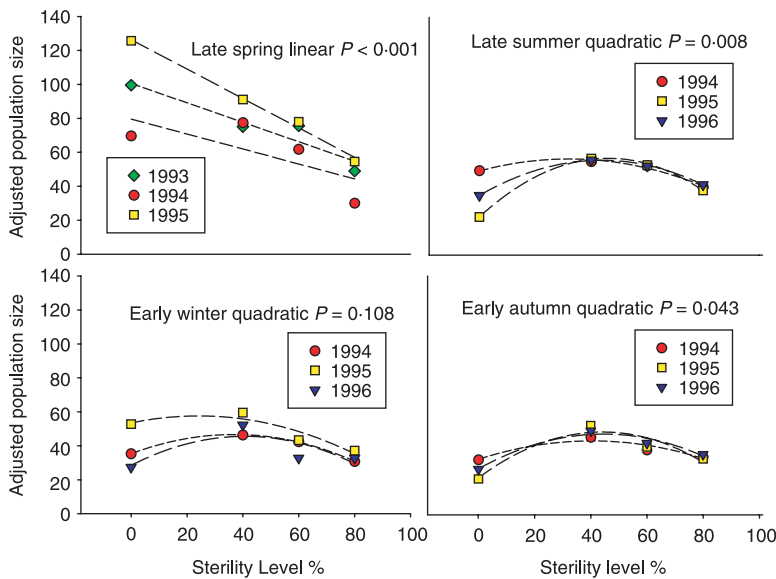 Adjusted population size
140
120
100
80
60
40
20
0
Late spring linear P < 0·001
1993
1994
1995
Late summer quadratic P = 0·008
1994
1995
1996
Adjusted population size
140
120
100
80
60
40
20
0
Early winter quadratic P = 0·108
1994
1995
1996
0 20 40 60 80 100
Sterility Level %
Early autumn quadratic P = 0·043
1994
1995
1996
0 20 40 60 80 100
Sterility level %